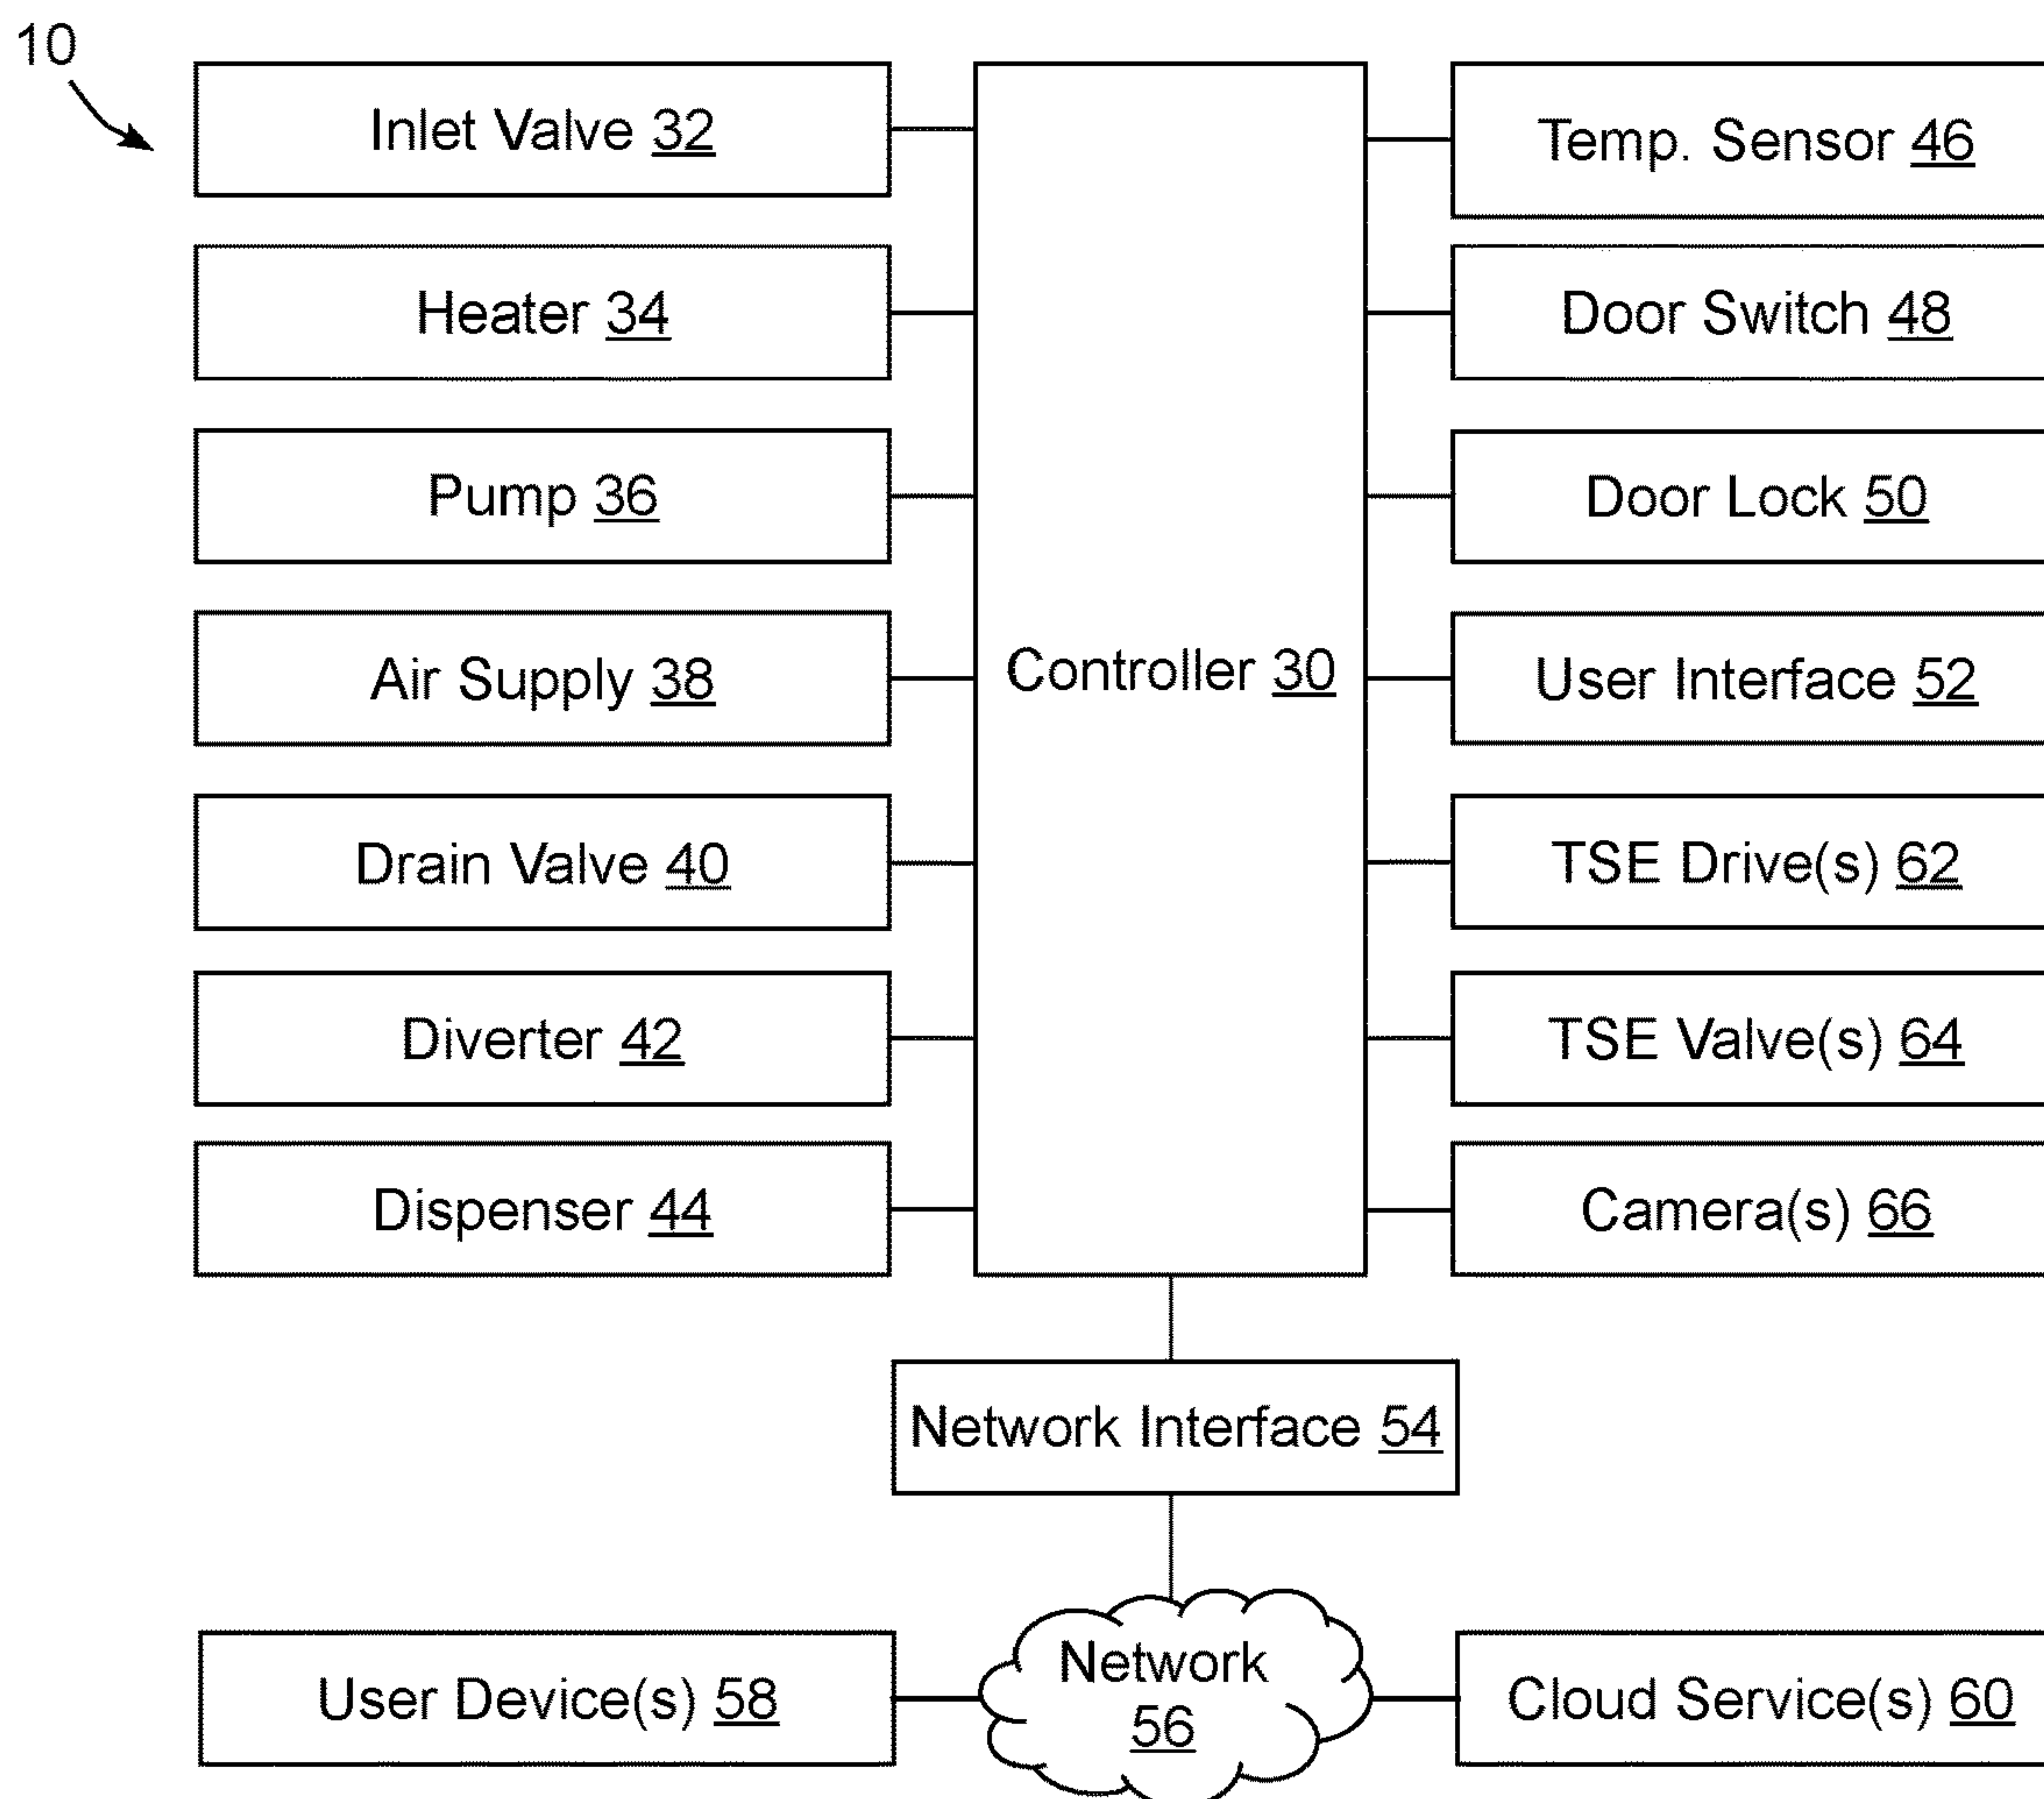 10
Inlet Valve 32
Heater 34
Pump 36
Air Supply 38
Drain Valve 40
Diverter 42
Dispenser 44
Controller 30
Temp. Sensor 46
Door Switch 48
Door Lock 50
User Interface 52
TSE Drive(s) 62
TSE Valve(s) 64
Camera(s) 66
Network Interface 54
User Device(s) 58
Network
56
Cloud Service(s) 60